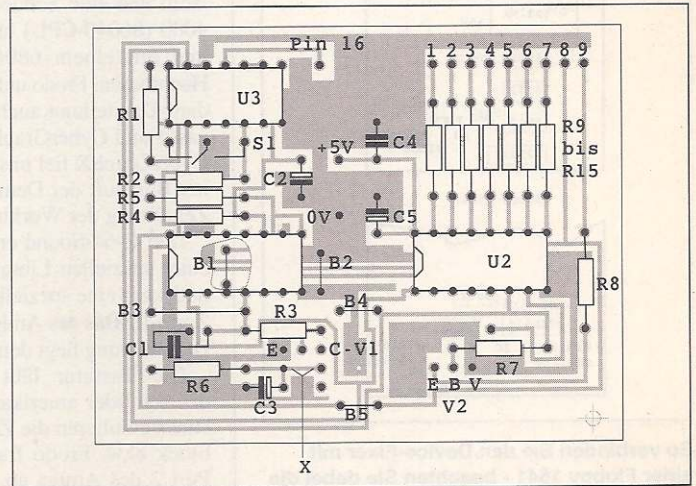 Pin 16
1 2 3 4 5 6 7 8 9
R1
U3
S1
+5V
C4
R9
bis
R15
R2
C2
R5
R4
0V
C5
B1
B2
U2
R8
B3
R3
B4
C1
E
C-V1
R7
R6
C3
E B V
B5
V2
X